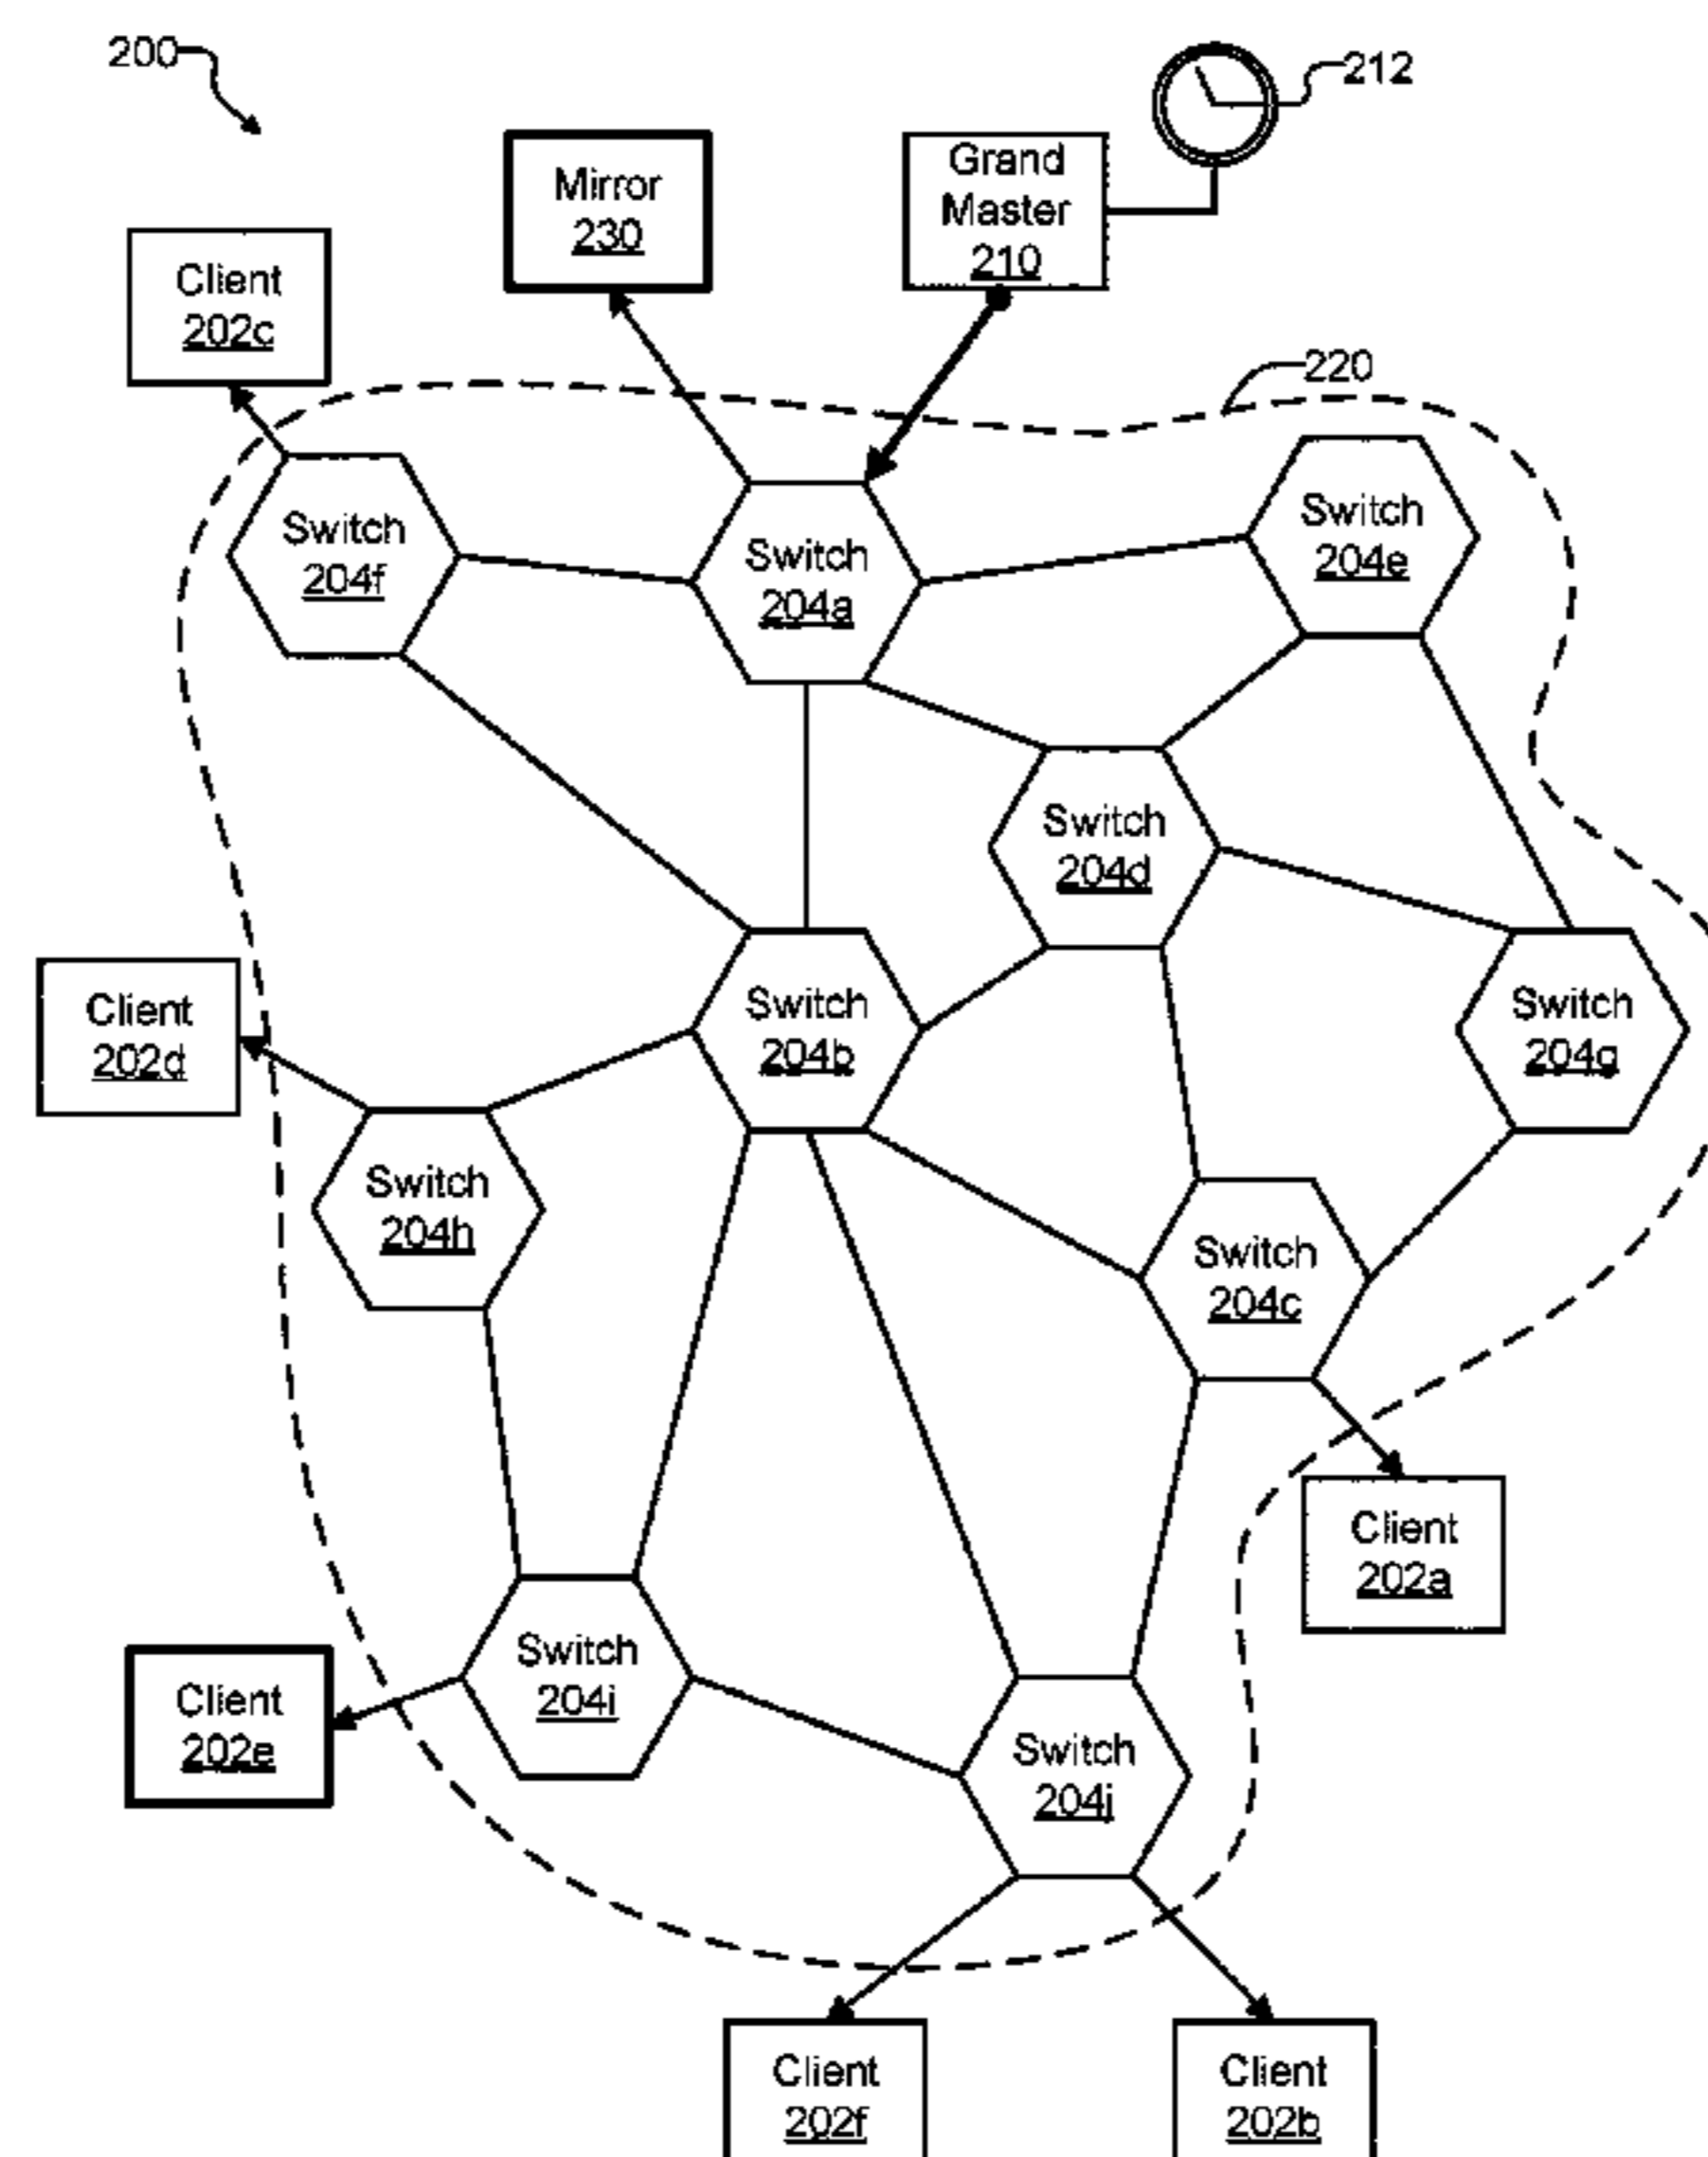 200
212
Grand
Master
210
Mirror
230
Client
202c
220
Switch
204e
Switch
204f
Switch
204a
Switch
204d
Client
202d
Switch
204b
Switch
204g
Switch
204h
Switch
204c
Client
202a
Switch
204i
Client
202e
Switch
204j
Client
202f
Client
202b